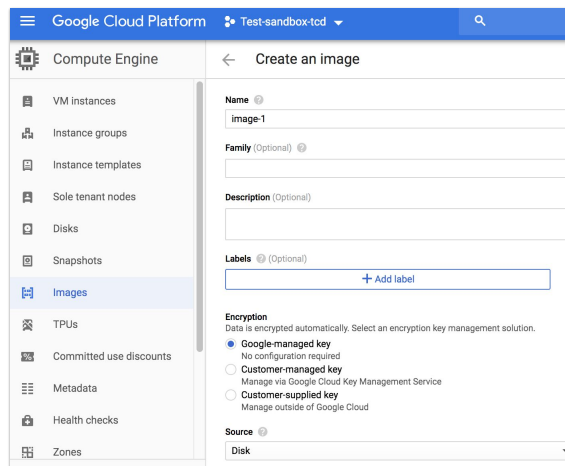 Google Cloud Platform
Test-sandbox-tcd
Compute Engine
Create an image
VM instances
Instance groups
Instance templates
Sole tenant nodes
Disks
Snapshots
Images
TPUs
Committed use discounts
Metadata
Health checks
Zones
Name
image-1
Family (Optional)
Description (Optional)
Labels (Optional)
+ Add label
Encryption
Data is encrypted automatically. Select an encryption key management solution.
Google-managed key
No configuration required
Customer-managed key
Manage via Google Cloud Key Management Service
Customer-supplied key
Manage outside of Google Cloud
Source
Disk